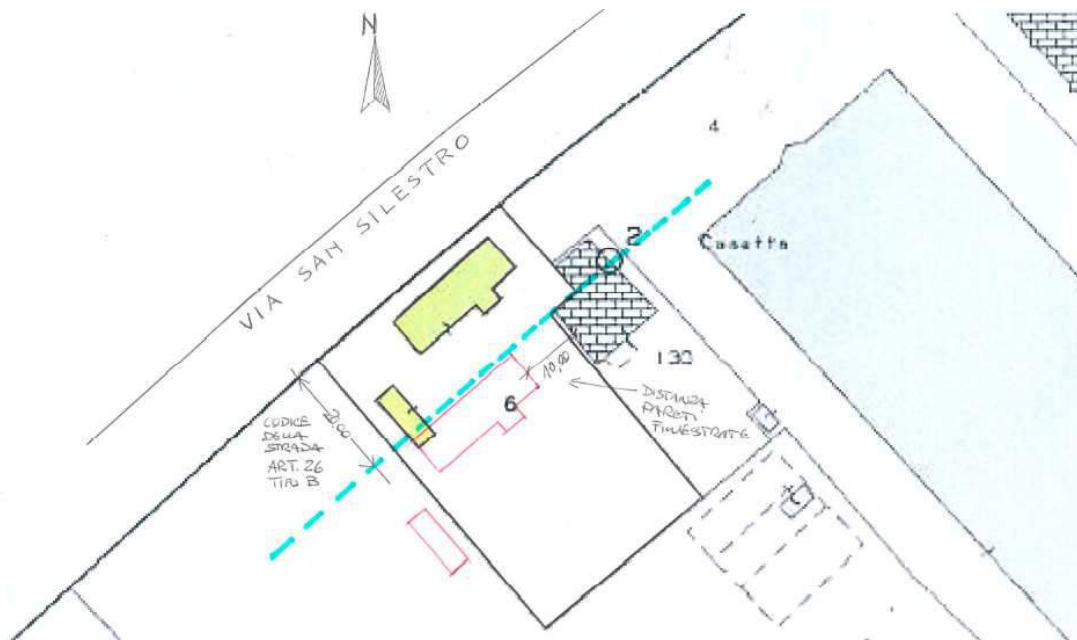 N
VIA SAN SILESTRO
4
2
Casetta
130
10,00
6
DISTANZA
PARETI
FINESTRATE
20,00
CODICE
DELLA
STRADA
ART. 26
TIPO B